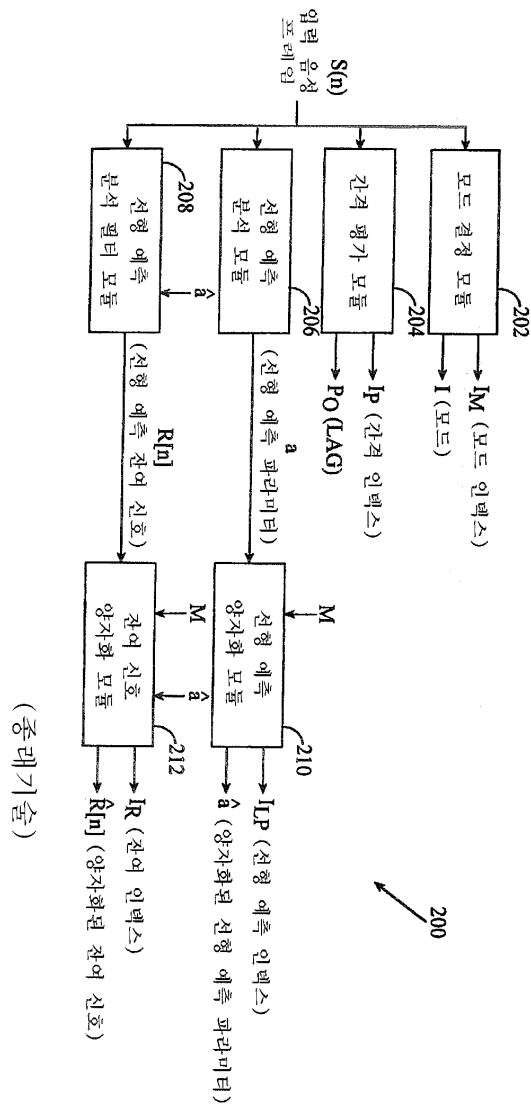 200
S(n)
입력 음성
프레임
모드 결정 모듈
202
I_M (모드 인덱스)
I (모드)
간격 평가 모듈
204
I_P (간격 인덱스)
P_O (LAG)
선형 예측
분석 모듈
206
a
(선형 예측 파라미터)
M
선형 예측
양자화 모듈
210
I_LP (선형 예측 인덱스)
â (양자화된 선형 예측 파라미터)
â
208
선형 예측
분석 필터 모듈
R[n]
(선형 예측 잔여 신호)
M
â
잔여 신호
양자화 모듈
212
I_R (잔여 인덱스)
R̂[n] (양자화된 잔여 신호)
(종래기술)